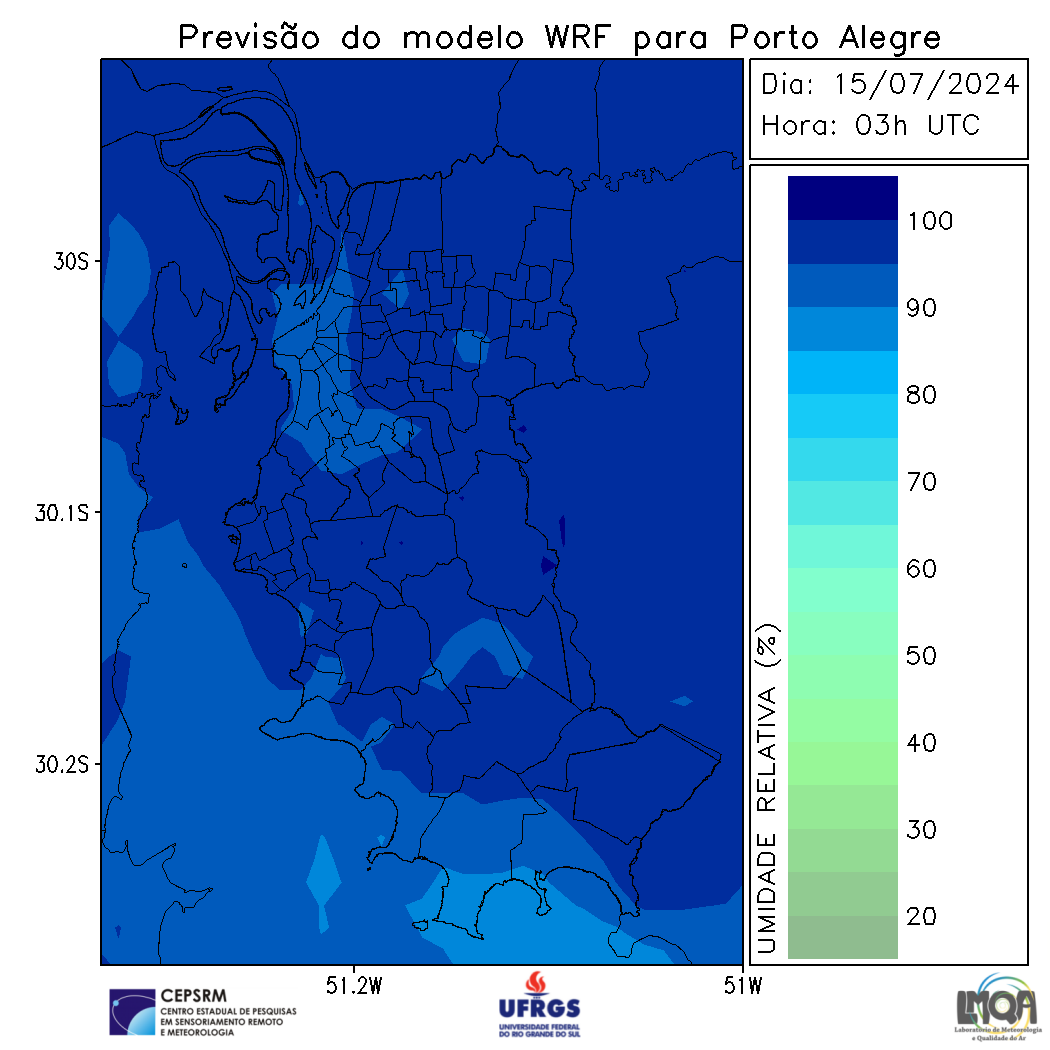 Previsão do modelo WRF para Porto Alegre
Dia: 15/07/2024
Hora: 03h UTC
100
90
80
70
60
50
40
30
20
UMIDADE RELATIVA (%)
30S
30.1S
30.2S
51.2W
51W
CEPSRM
CENTRO ESTADUAL DE PESQUISAS
EM SENSORIAMENTO REMOTO
E METEOROLOGIA
UFRGS
UNIVERSIDADE FEDERAL
DO RIO GRANDE DO SUL
LMQA
Laboratório de Meteorologia
e Qualidade do Ar